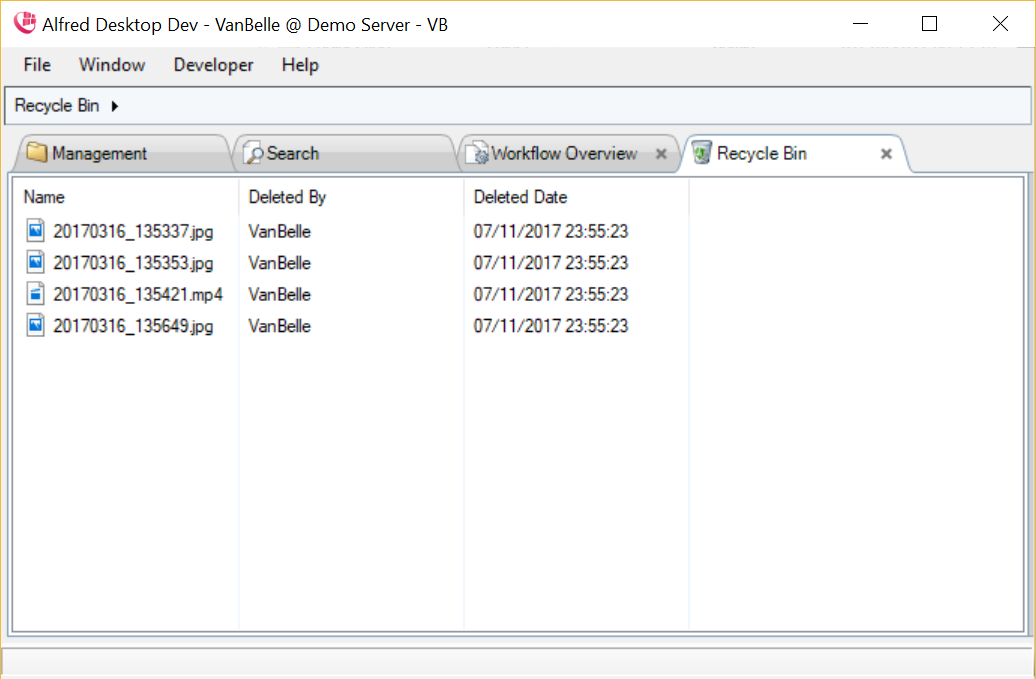 Alfred Desktop Dev - VanBelle @ Demo Server - VB
File Window Developer Help
Recycle Bin
Management Search Workflow Overview Recycle Bin
Name Deleted By Deleted Date
20170316_135337.jpg VanBelle 07/11/2017 23:55:23
20170316_135353.jpg VanBelle 07/11/2017 23:55:23
20170316_135421.mp4 VanBelle 07/11/2017 23:55:23
20170316_135649.jpg VanBelle 07/11/2017 23:55:23